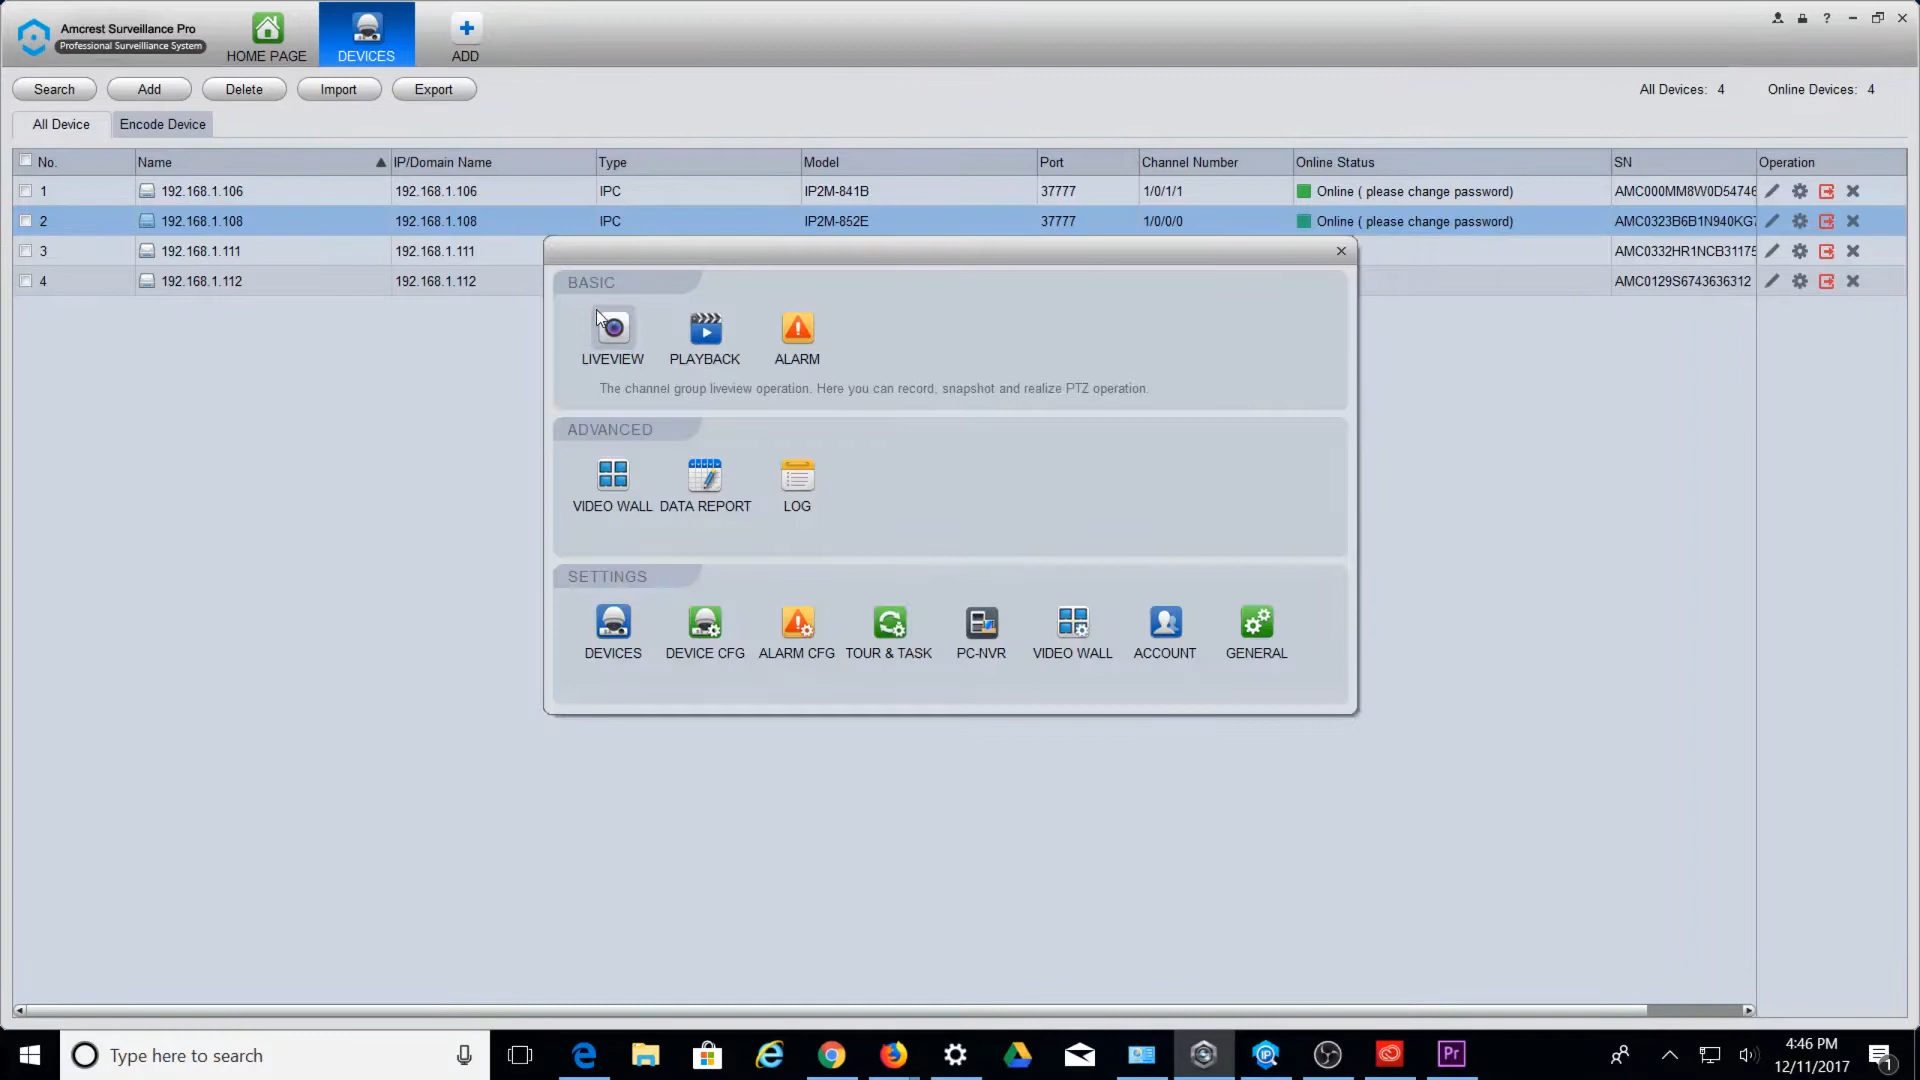 Amcrest Surveillance Pro
Professional Surveillance System
HOME PAGE
DEVICES
ADD
Search
Add
Delete
Import
Export
All Devices: 4
Online Devices: 4
All Device
Encode Device
No. Name IP/Domain Name Type Model Port Channel Number Online Status SN Operation
1 192.168.1.106 192.168.1.106 IPC IP2M-841B 37777 1/0/1/1 Online ( please change password) AMC000MM8W0D54746
2 192.168.1.108 192.168.1.108 IPC IP2M-852E 37777 1/0/0/0 Online ( please change password) AMC0323B6B1N940KG7
3 192.168.1.111 192.168.1.111 AMC0332HR1NCB31175
4 192.168.1.112 192.168.1.112 AMC0129S6743636312
BASIC
LIVEVIEW PLAYBACK ALARM
The channel group liveview operation. Here you can record, snapshot and realize PTZ operation.
ADVANCED
VIDEO WALL DATA REPORT LOG
SETTINGS
DEVICES DEVICE CFG ALARM CFG TOUR & TASK PC-NVR VIDEO WALL ACCOUNT GENERAL
Type here to search
IP
Pr
4:46 PM
12/11/2017
1